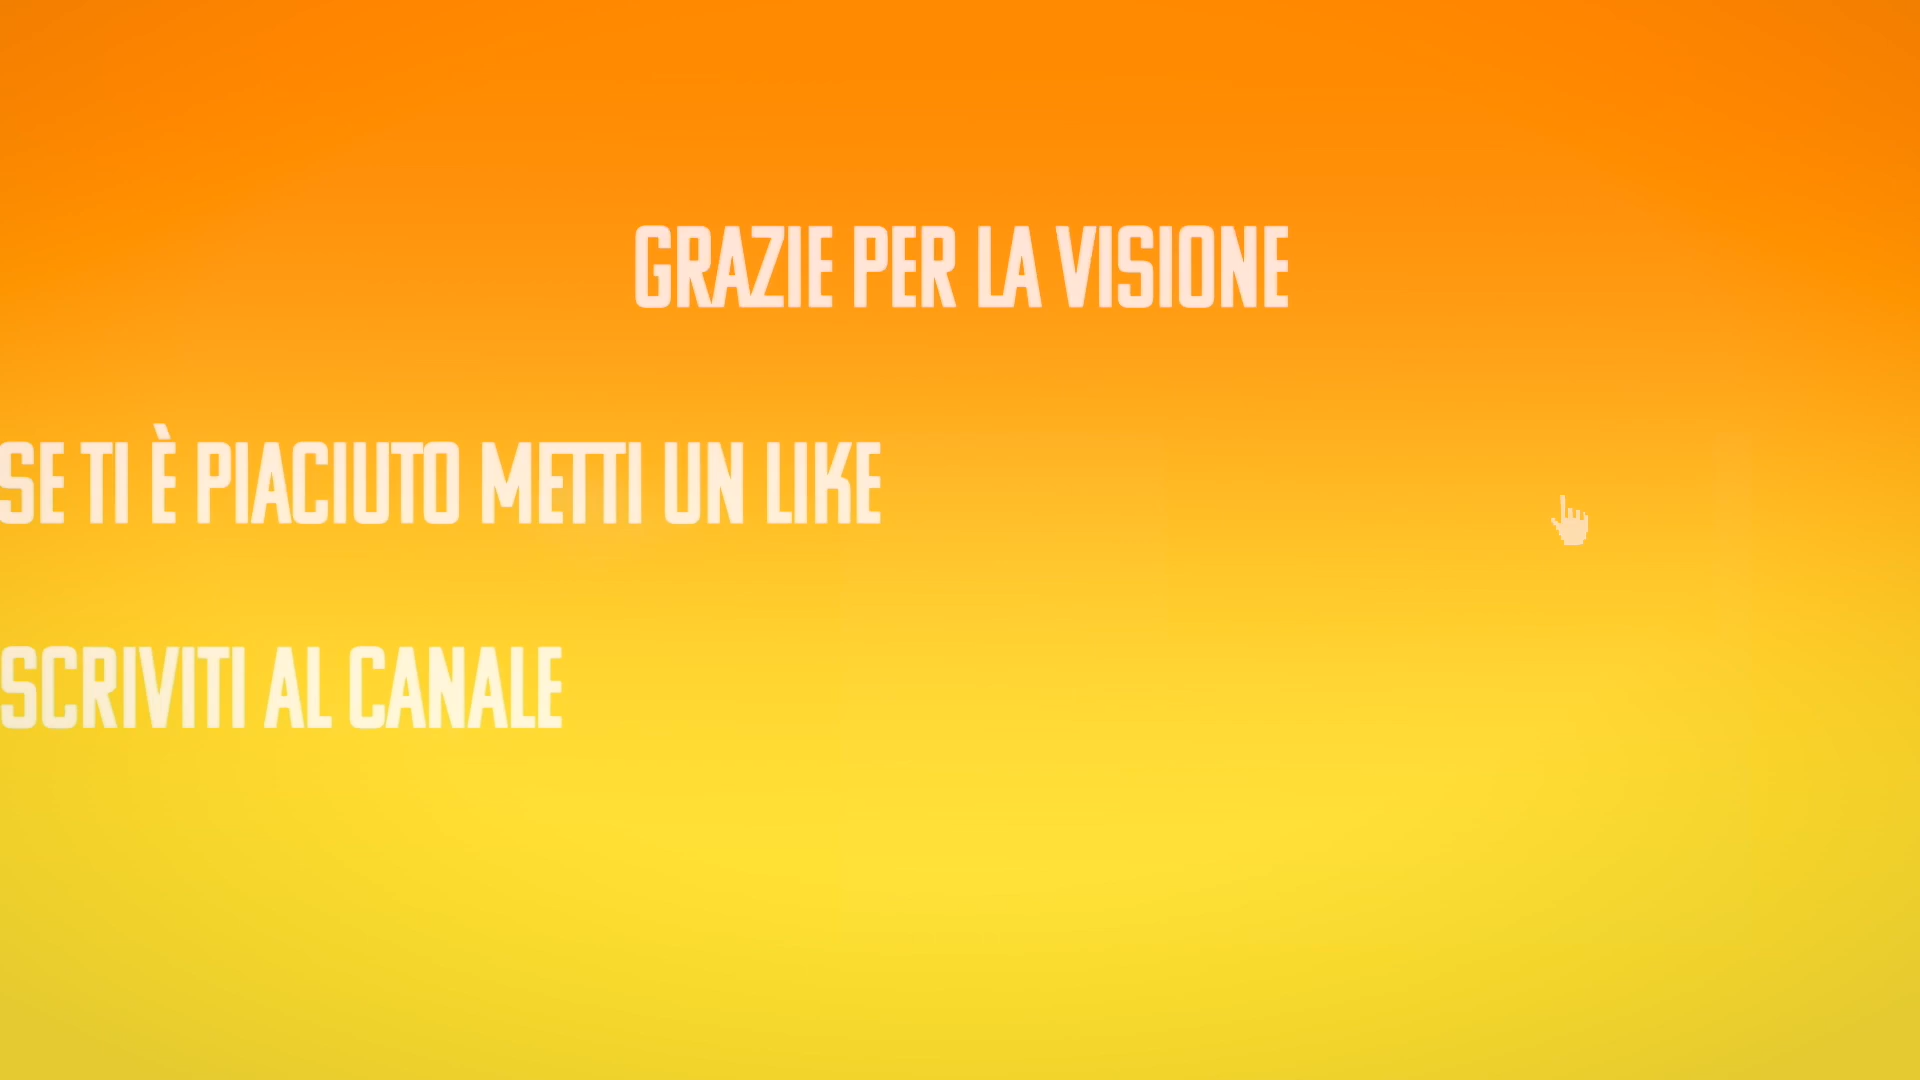 GRAZIE PER LA VISIONE
SE TI È PIACIUTO METTI UN LIKE
SCRIVITI AL CANALE